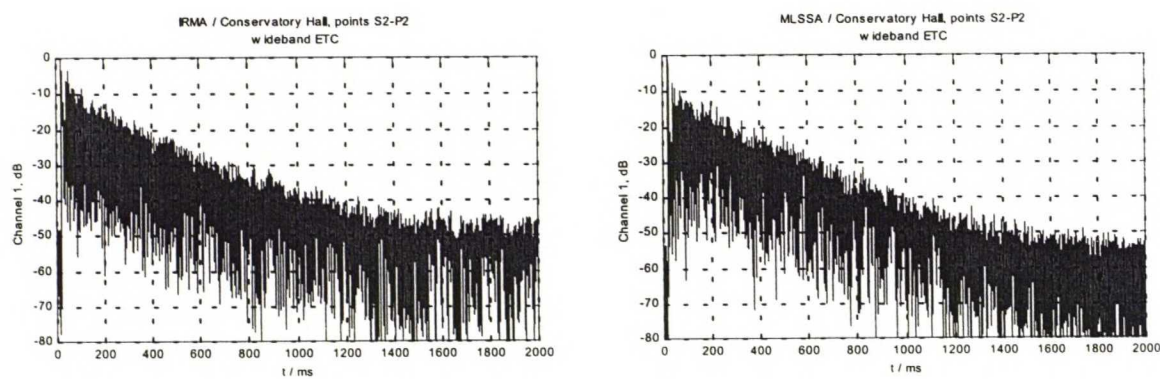 IRMA / Conservatory Hall, points S2-P2
wideband ETC
0
-10
-20
-30
-40
-50
-60
-70
-80
Channel 1, dB
0 200 400 600 800 1000 1200 1400 1600 1800 2000
t / ms
MLSSA / Conservatory Hall, points S2-P2
wideband ETC
0
-10
-20
-30
-40
-50
-60
-70
-80
Channel 1, dB
0 200 400 600 800 1000 1200 1400 1600 1800 2000
t / ms